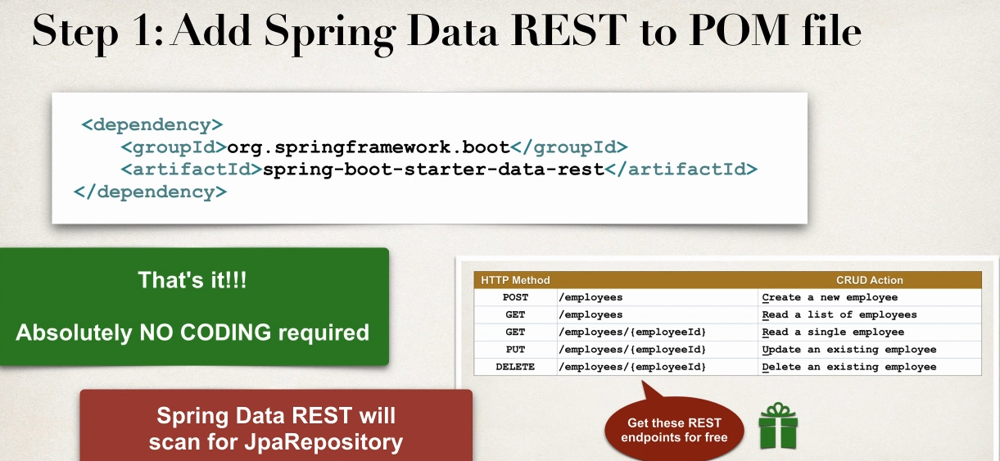 Step 1: Add Spring Data REST to POM file
<dependency>
<groupId>org.springframework.boot</groupId>
<artifactId>spring-boot-starter-data-rest</artifactId>
</dependency>
That's it!!!
Absolutely NO CODING required
Spring Data REST will
scan for JpaRepository
HTTP Method CRUD Action
POST /employees Create a new employee
GET /employees Read a list of employees
GET /employees/{employeeId} Read a single employee
PUT /employees/{employeeId} Update an existing employee
DELETE /employees/{employeeId} Delete an existing employee
Get these REST
endpoints for free